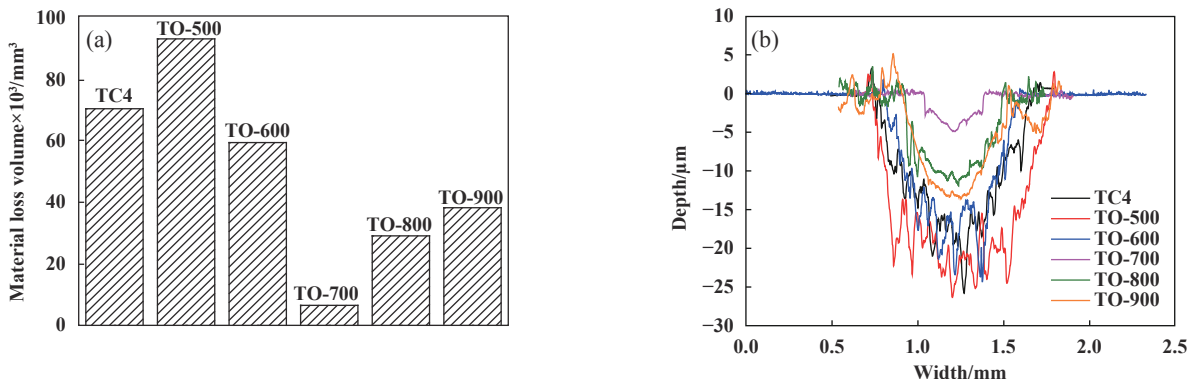 (a)
Material loss volume×10³/mm³
100
80
60
40
20
0
TC4
TO-500
TO-600
TO-700
TO-800
TO-900
(b)
Depth/μm
10
5
0
−5
−10
−15
−20
−25
−30
TC4
TO-500
TO-600
TO-700
TO-800
TO-900
0.0 0.5 1.0 1.5 2.0 2.5
Width/mm